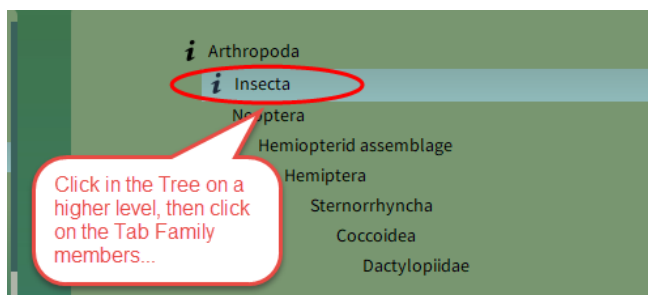 i Arthropoda
i Insecta
Neoptera
Hemiopterid assemblage
Hemiptera
Sternorrhyncha
Coccoidea
Dactylopiidae
Click in the Tree on a
higher level, then click
on the Tab Family
members...